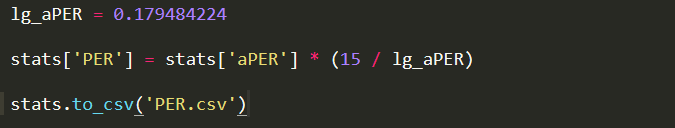 lg_aPER = 0.179484224
stats['PER'] = stats['aPER'] * (15 / lg_aPER)
stats.to_csv('PER.csv')